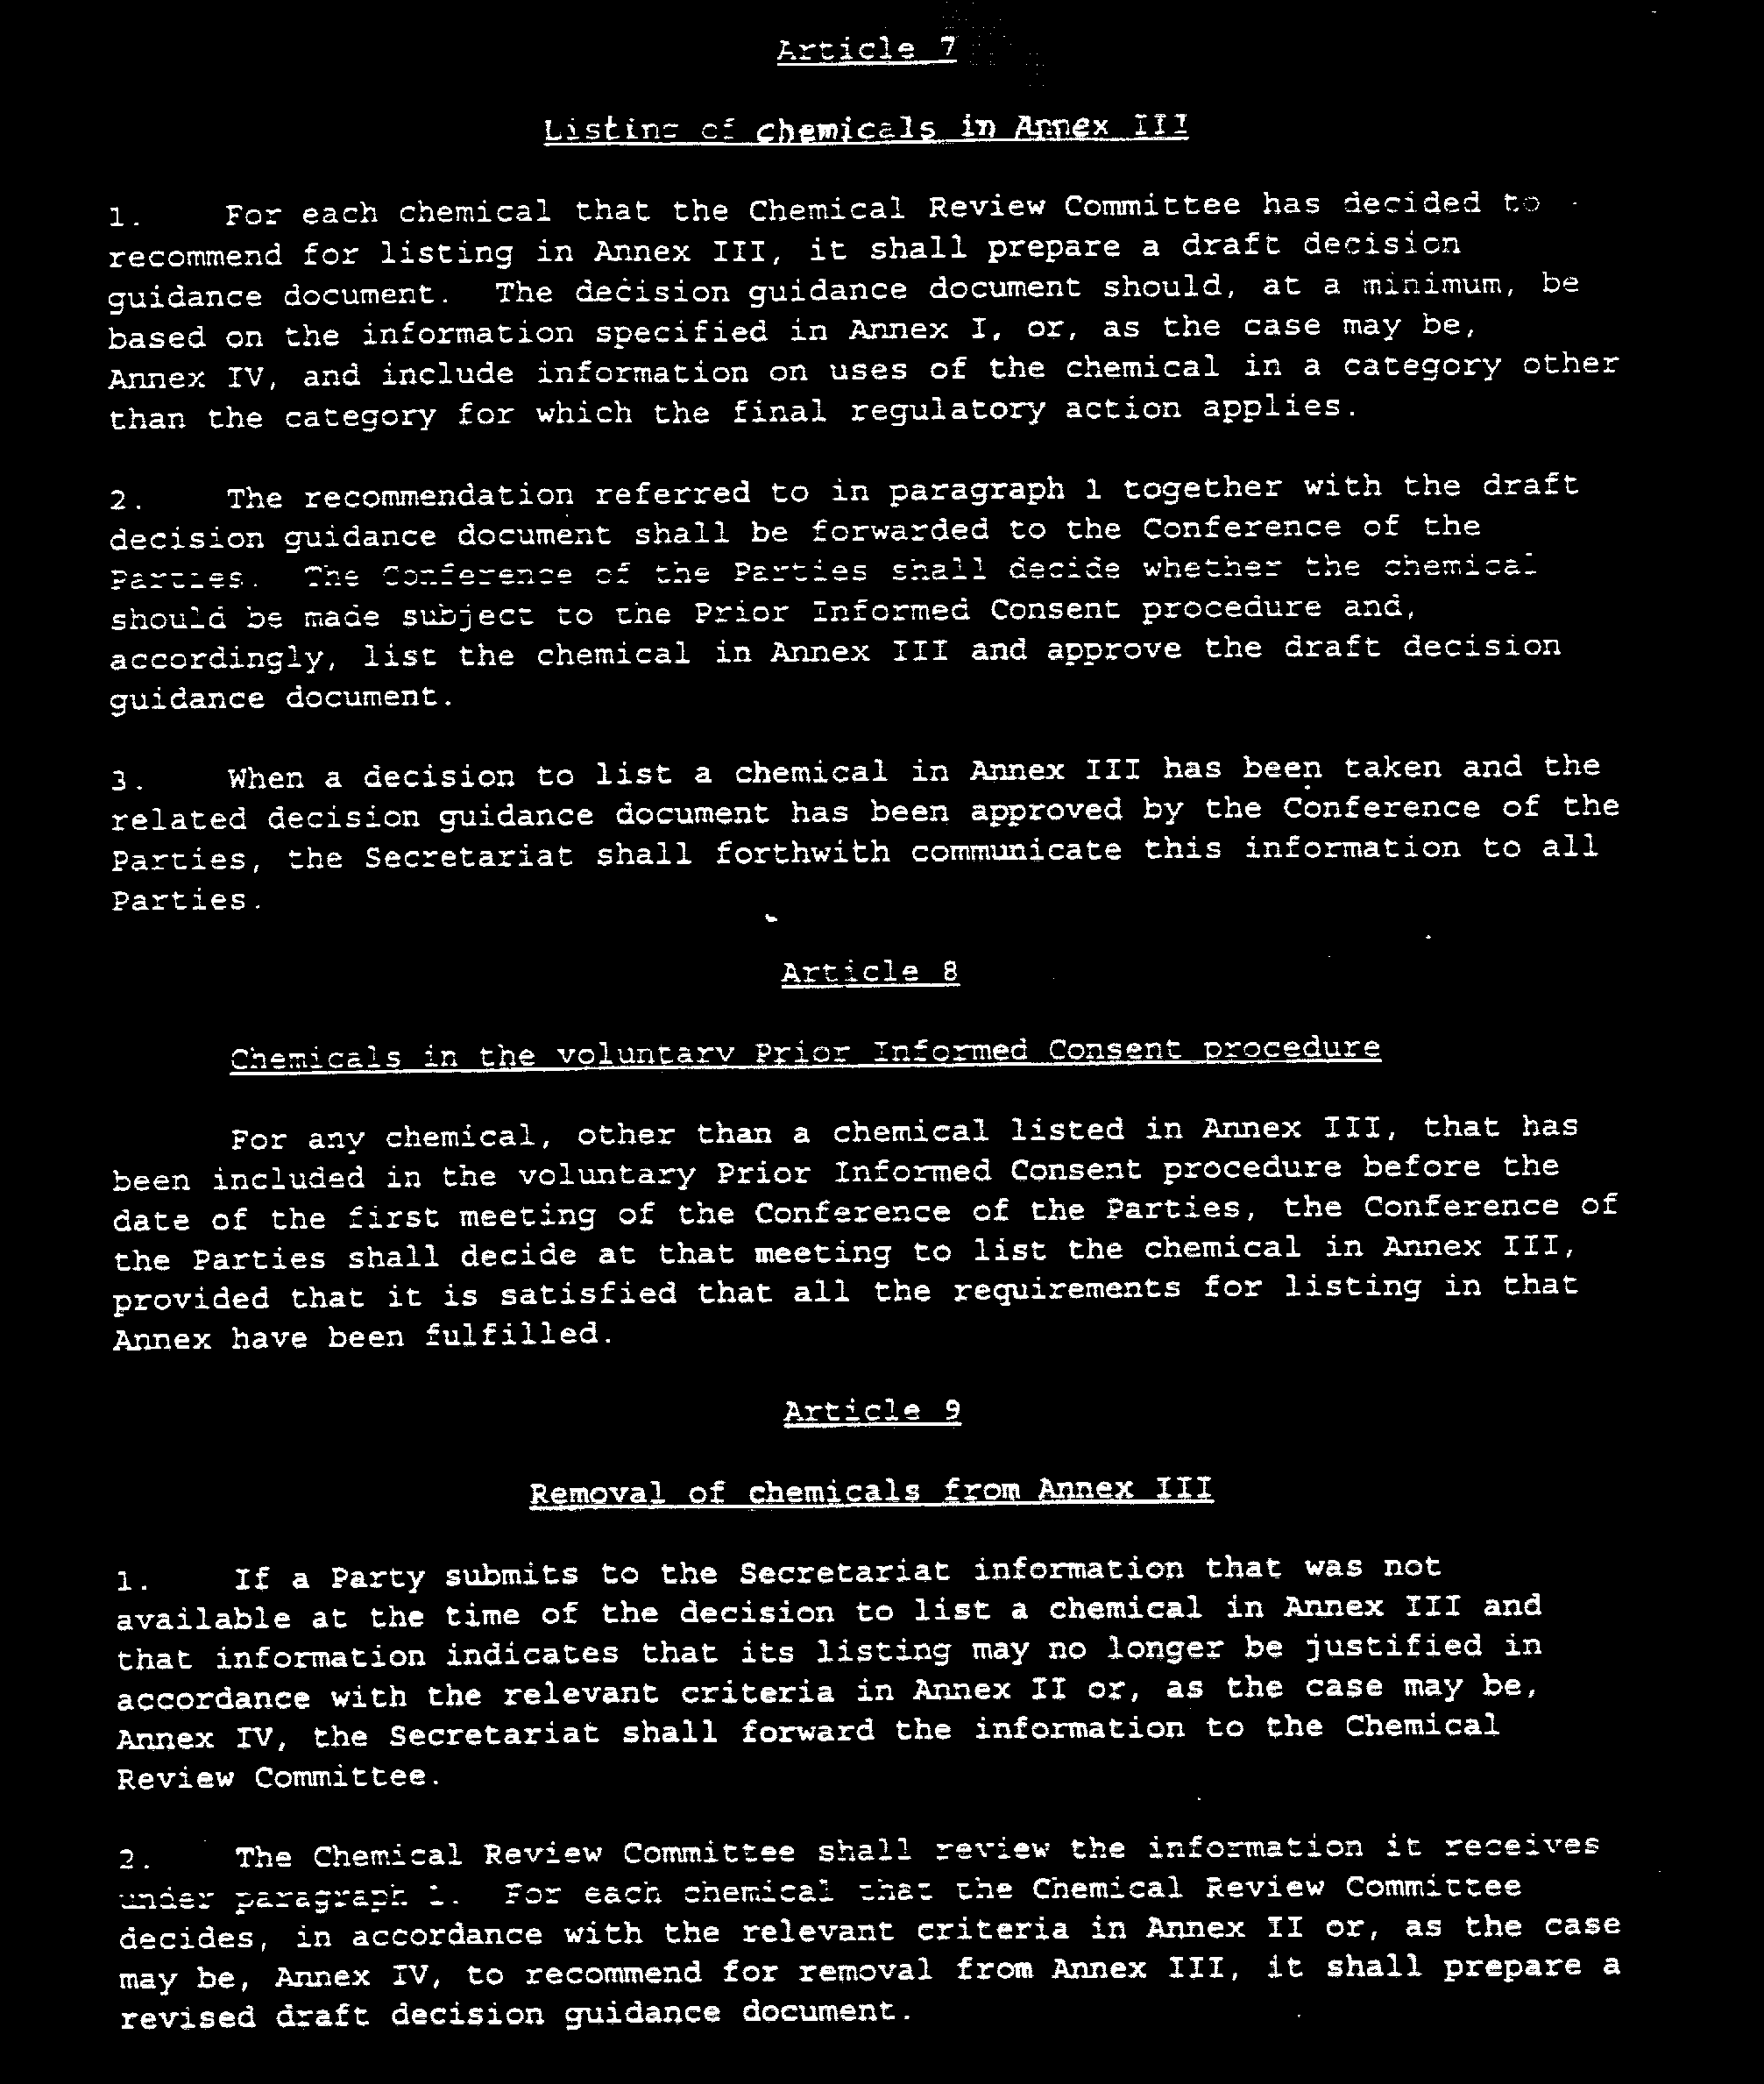 Article 7
Listing of chemicals in Annex III
1. For each chemical that the Chemical Review Committee has decided to
recommend for listing in Annex III, it shall prepare a draft decision
guidance document. The decision guidance document should, at a minimum, be
based on the information specified in Annex I, or, as the case may be,
Annex IV, and include information on uses of the chemical in a category other
than the category for which the final regulatory action applies.
2. The recommendation referred to in paragraph 1 together with the draft
decision guidance document shall be forwarded to the Conference of the
Parties. The Conference of the Parties shall decide whether the chemical
should be made subject to the Prior Informed Consent procedure and,
accordingly, list the chemical in Annex III and approve the draft decision
guidance document.
3. When a decision to list a chemical in Annex III has been taken and the
related decision guidance document has been approved by the Conference of the
Parties, the Secretariat shall forthwith communicate this information to all
Parties.
Article 8
Chemicals in the voluntary Prior Informed Consent procedure
For any chemical, other than a chemical listed in Annex III, that has
been included in the voluntary Prior Informed Consent procedure before the
date of the first meeting of the Conference of the Parties, the Conference of
the Parties shall decide at that meeting to list the chemical in Annex III,
provided that it is satisfied that all the requirements for listing in that
Annex have been fulfilled.
Article 9
Removal of chemicals from Annex III
1. If a Party submits to the Secretariat information that was not
available at the time of the decision to list a chemical in Annex III and
that information indicates that its listing may no longer be justified in
accordance with the relevant criteria in Annex II or, as the case may be,
Annex IV, the Secretariat shall forward the information to the Chemical
Review Committee.
2. The Chemical Review Committee shall review the information it receives
under paragraph 1. For each chemical that the Chemical Review Committee
decides, in accordance with the relevant criteria in Annex II or, as the case
may be, Annex IV, to recommend for removal from Annex III, it shall prepare a
revised draft decision guidance document.